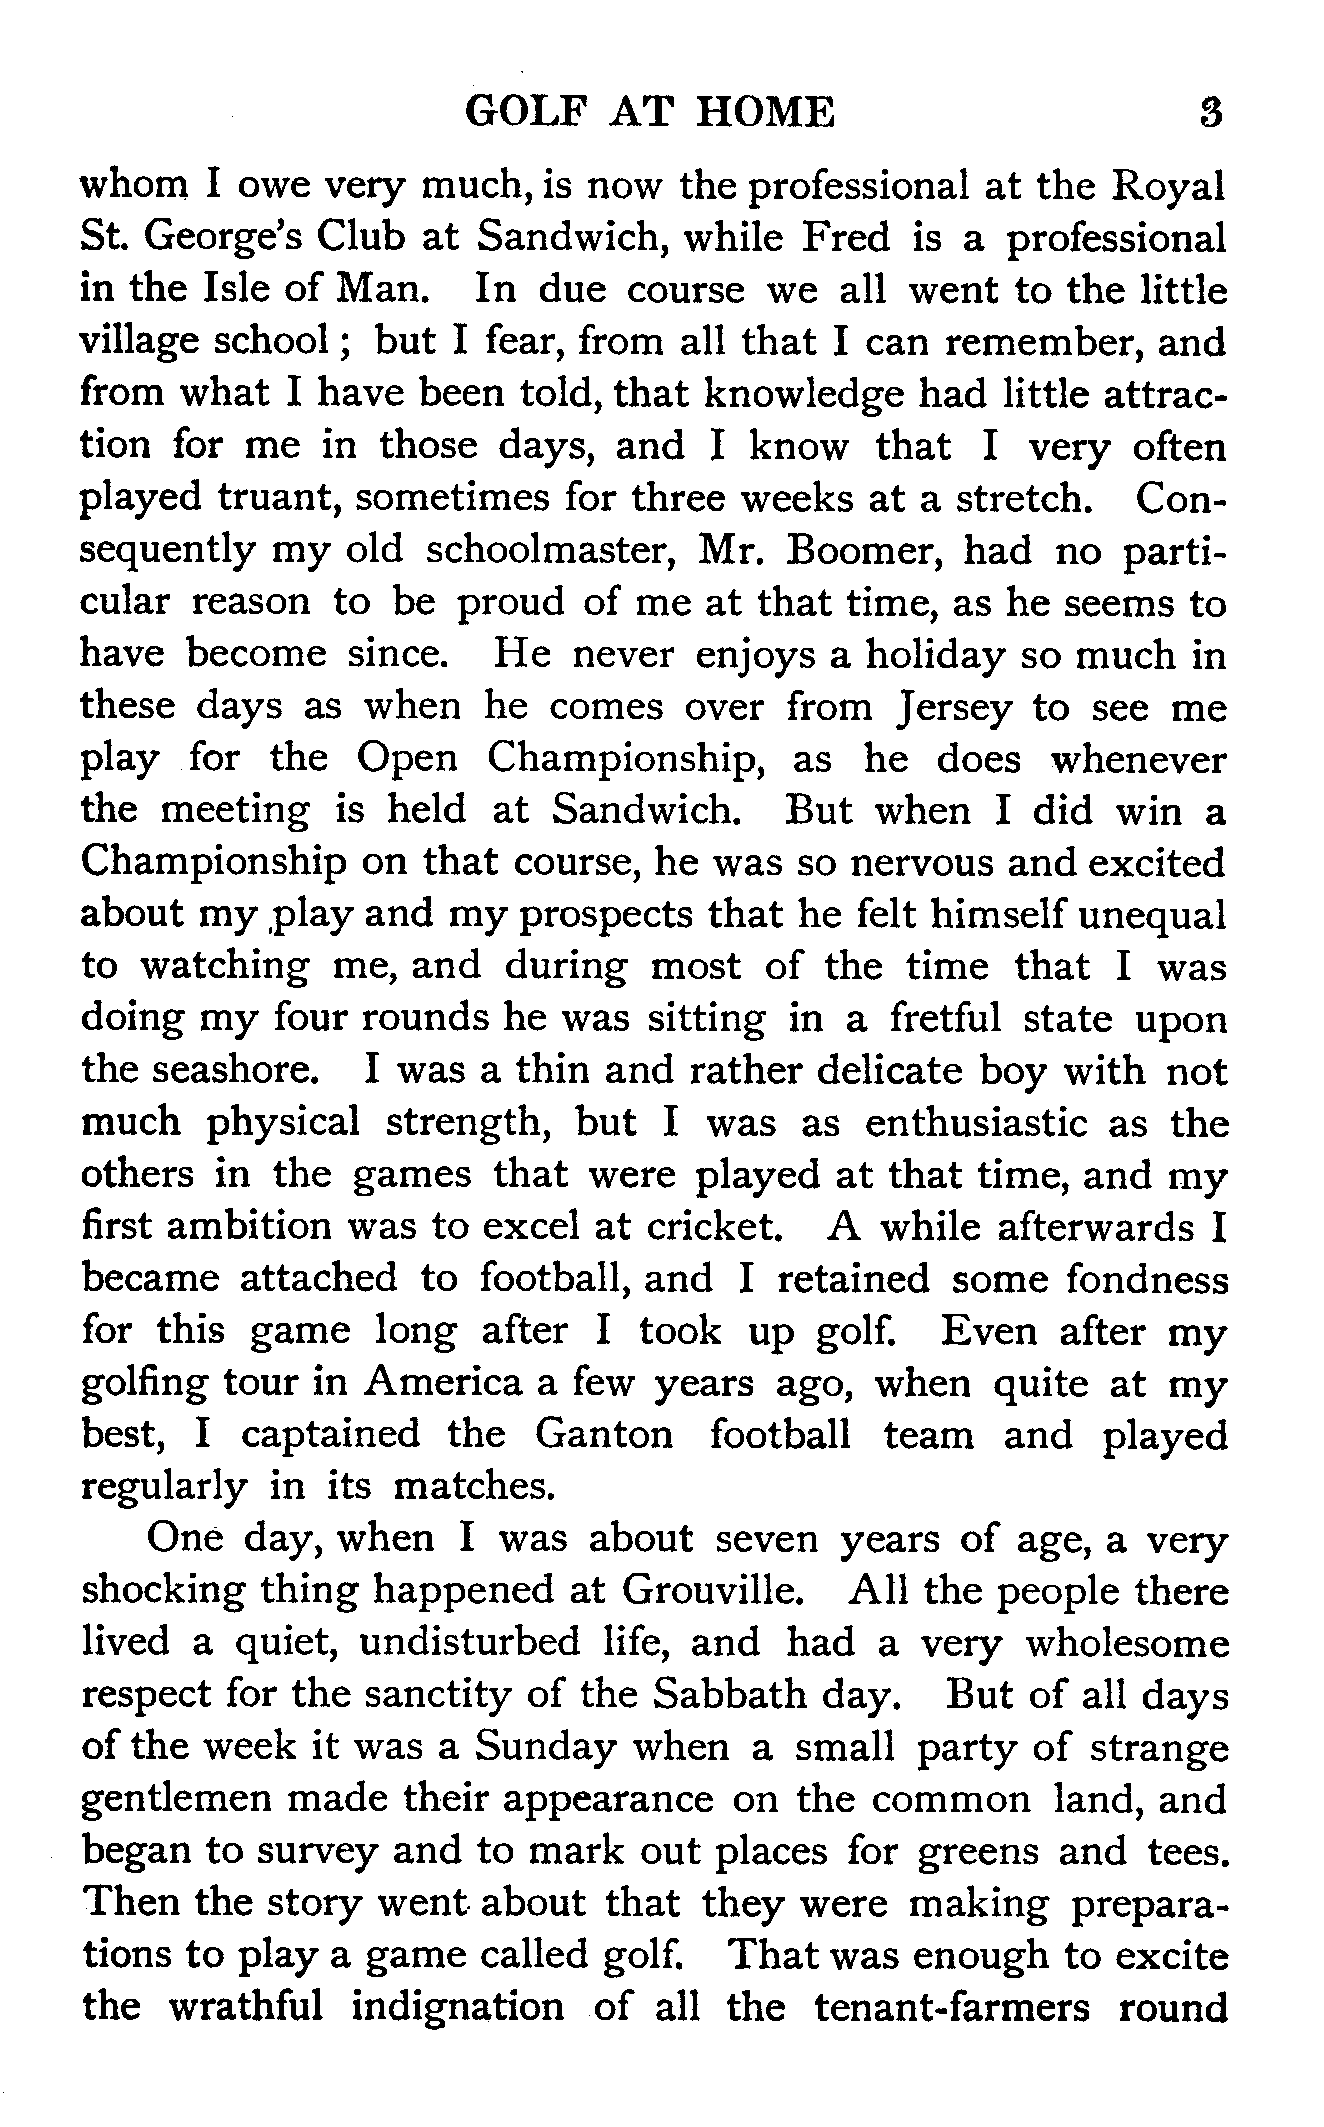 GOLF AT HOME 3
whom I owe very much, is now the professional at the Royal
St. George's Club at Sandwich, while Fred is a professional
in the Isle of Man. In due course we all went to the little
village school ; but I fear, from all that I can remember, and
from what I have been told, that knowledge had little attrac-
tion for me in those days, and I know that I very often
played truant, sometimes for three weeks at a stretch. Con-
sequently my old schoolmaster, Mr. Boomer, had no parti-
cular reason to be proud of me at that time, as he seems to
have become since. He never enjoys a holiday so much in
these days as when he comes over from Jersey to see me
play for the Open Championship, as he does whenever
the meeting is held at Sandwich. But when I did win a
Championship on that course, he was so nervous and excited
about my play and my prospects that he felt himself unequal
to watching me, and during most of the time that I was
doing my four rounds he was sitting in a fretful state upon
the seashore. I was a thin and rather delicate boy with not
much physical strength, but I was as enthusiastic as the
others in the games that were played at that time, and my
first ambition was to excel at cricket. A while afterwards I
became attached to football, and I retained some fondness
for this game long after I took up golf. Even after my
golfing tour in America a few years ago, when quite at my
best, I captained the Ganton football team and played
regularly in its matches.
One day, when I was about seven years of age, a very
shocking thing happened at Grouville. All the people there
lived a quiet, undisturbed life, and had a very wholesome
respect for the sanctity of the Sabbath day. But of all days
of the week it was a Sunday when a small party of strange
gentlemen made their appearance on the common land, and
began to survey and to mark out places for greens and tees.
Then the story went about that they were making prepara-
tions to play a game called golf. That was enough to excite
the wrathful indignation of all the tenant-farmers round